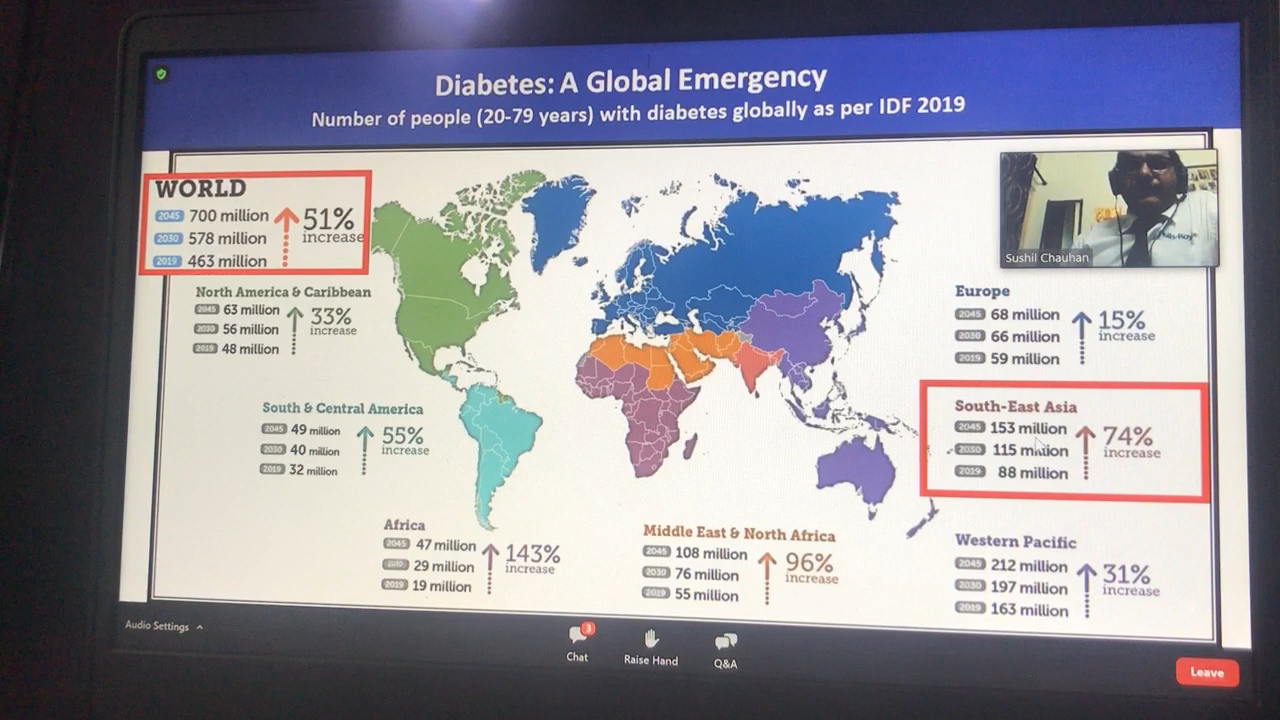 Diabetes: A Global Emergency
Number of people (20-79 years) with diabetes globally as per IDF 2019
WORLD
2045 700 million
2030 578 million
2019 463 million
51%
increase
North America & Caribbean
2045 63 million
2030 56 million
2019 48 million
33%
increase
South & Central America
2045 49 million
2030 40 million
2019 32 million
55%
increase
Africa
2045 47 million
2030 29 million
2019 19 million
143%
increase
Middle East & North Africa
2045 108 million
2030 76 million
2019 55 million
96%
increase
Sushil Chauhan
Europe
2045 68 million
2030 66 million
2019 59 million
15%
increase
South-East Asia
2045 153 million
2030 115 million
2019 88 million
74%
increase
Western Pacific
2045 212 million
2030 197 million
2019 163 million
31%
increase
Audio Settings
3
Chat
Raise Hand
Q&A
Leave